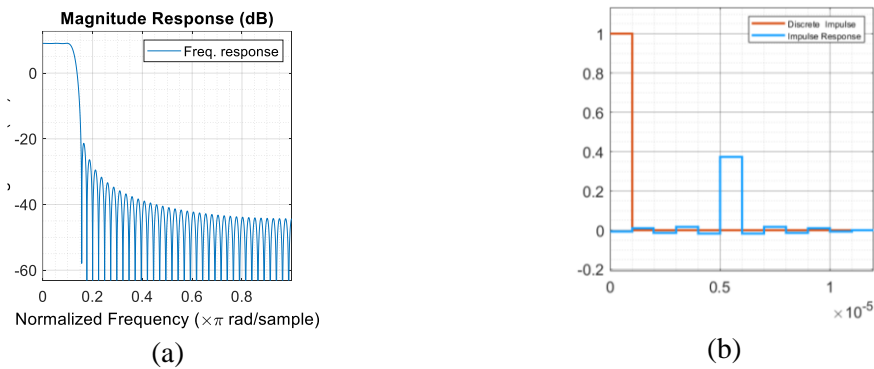 Magnitude Response (dB)
Freq. response
0
-20
-40
-60
0 0.2 0.4 0.6 0.8
Normalized Frequency (×π rad/sample)
(a)
Discrete Impulse
Impulse Response
1
0.8
0.6
0.4
0.2
0
-0.2
0 0.5 1
×10⁻⁵
(b)